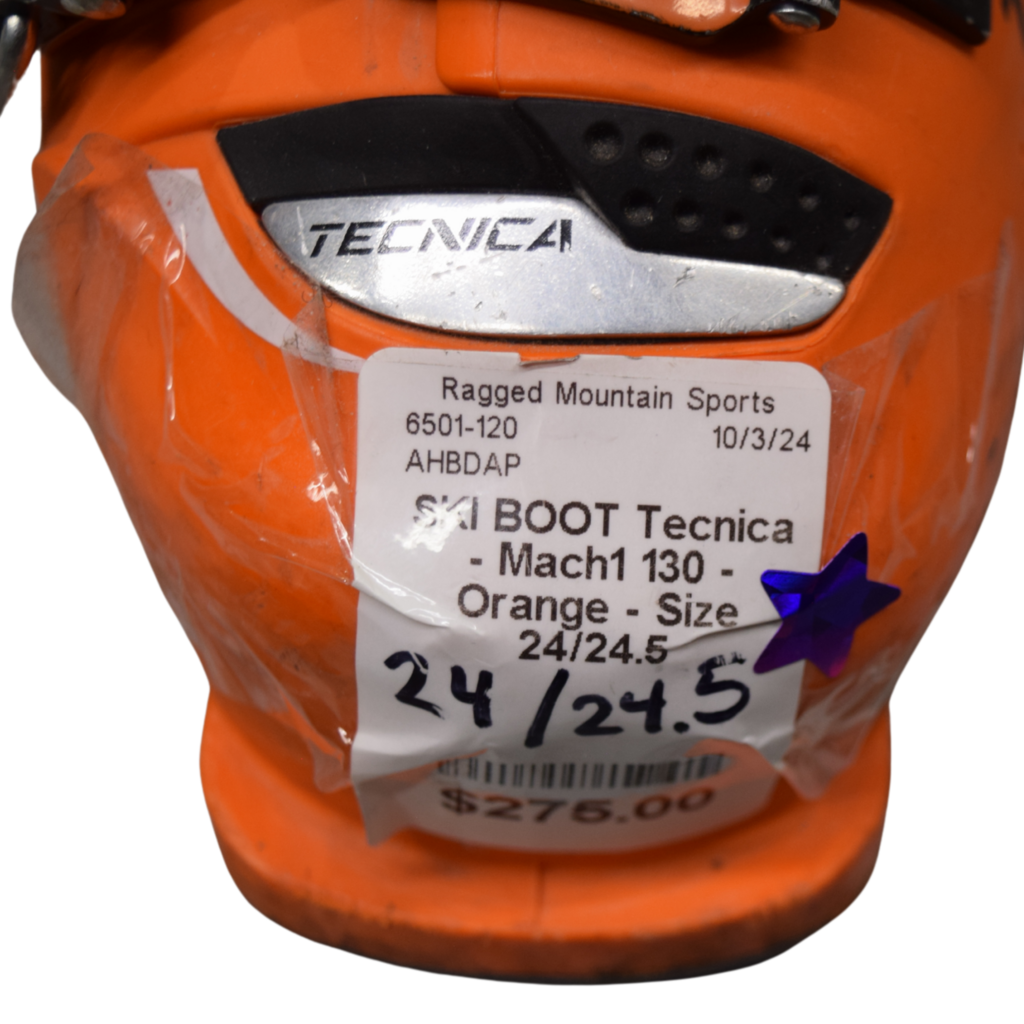 TECNICA
Ragged Mountain Sports
6501-120 10/3/24
AHBDAP
SKI BOOT Tecnica
- Mach1 130 -
Orange - Size
24/24.5
24/24.5
$275.00